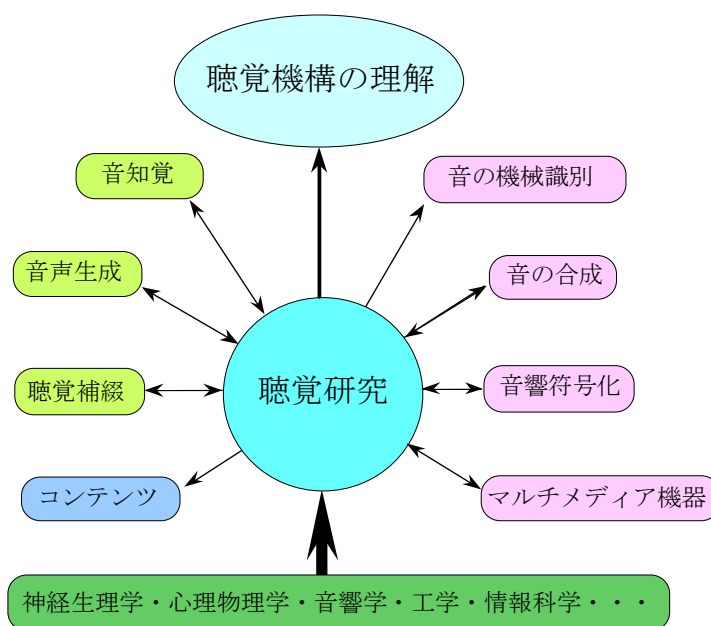 聴覚機構の理解
音知覚
音の機械識別
音声生成
音の合成
聴覚研究
聴覚補綴
音響符号化
コンテンツ
マルチメディア機器
神経生理学・心理物理学・音響学・工学・情報科学・・・